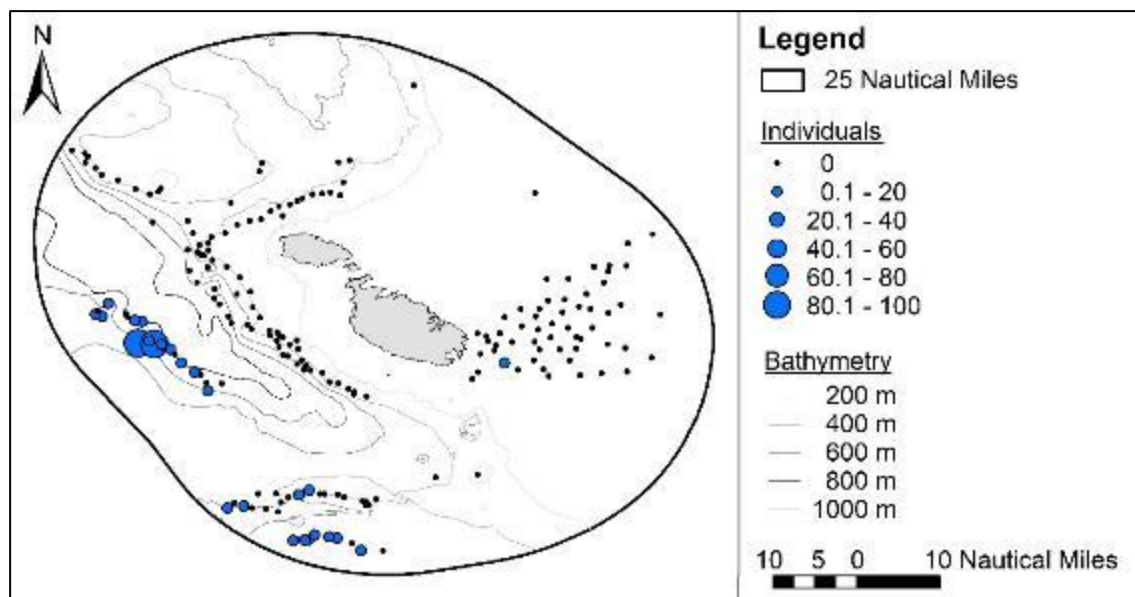 N
Legend
25 Nautical Miles
Individuals
0
0.1 - 20
20.1 - 40
40.1 - 60
60.1 - 80
80.1 - 100
Bathymetry
200 m
400 m
600 m
800 m
1000 m
10 5 0 10 Nautical Miles